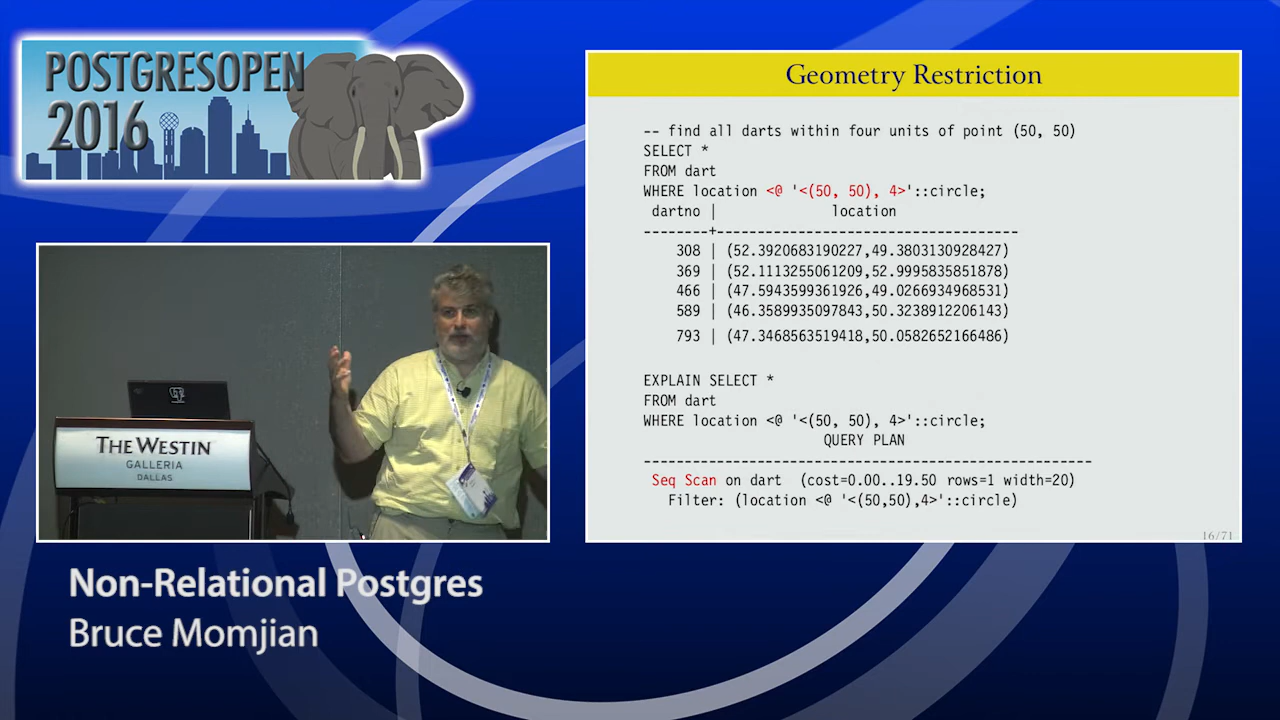 POSTGRESOPEN
2016
THE WESTIN
GALLERIA
DALLAS
Non-Relational Postgres
Bruce Momjian
Geometry Restriction
-- find all darts within four units of point (50, 50)
SELECT *
FROM dart
WHERE location <@ '<(50, 50), 4>'::circle;
dartno | location
--------+-------------------------------------
308 | (52.3920683190227,49.3803130928427)
369 | (52.1113255061209,52.9995835851878)
466 | (47.5943599361926,49.0266934968531)
589 | (46.3589935097843,50.3238912206143)
793 | (47.3468563519418,50.0582652166486)
EXPLAIN SELECT *
FROM dart
WHERE location <@ '<(50, 50), 4>'::circle;
QUERY PLAN
-------------------------------------------------------
Seq Scan on dart (cost=0.00..19.50 rows=1 width=20)
Filter: (location <@ '<(50,50),4>'::circle)
16/71